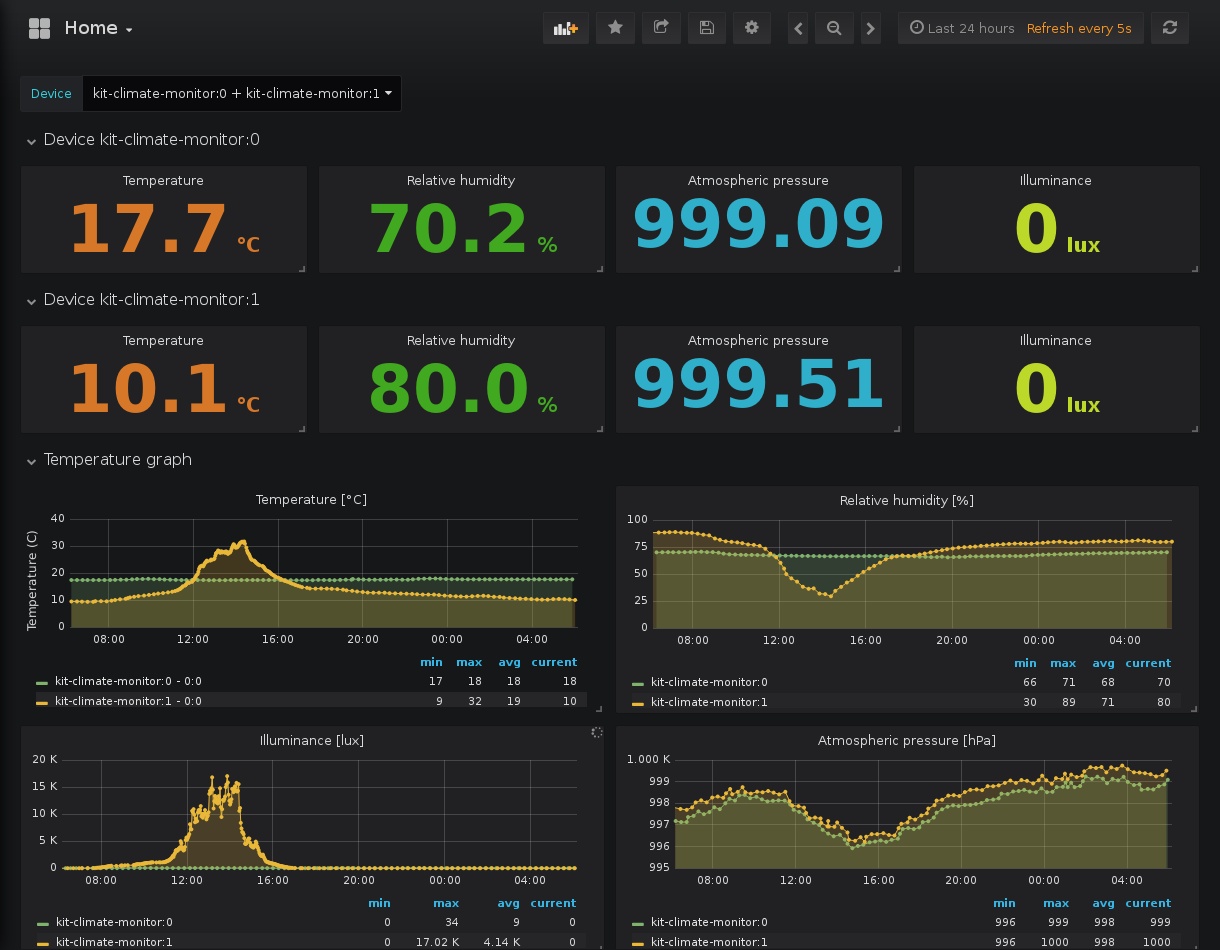 Home
Last 24 hours Refresh every 5s
Device kit-climate-monitor:0 + kit-climate-monitor:1
Device kit-climate-monitor:0
Temperature Relative humidity Atmospheric pressure Illuminance
17.7 °C 70.2 % 999.09 0 lux
Device kit-climate-monitor:1
Temperature Relative humidity Atmospheric pressure Illuminance
10.1 °C 80.0 % 999.51 0 lux
Temperature graph
Temperature [°C]
Temperature (C)
40
30
20
10
0
08:00 12:00 16:00 20:00 00:00 04:00
min max avg current
kit-climate-monitor:0 - 0:0 17 18 18 18
kit-climate-monitor:1 - 0:0 9 32 19 10
Relative humidity [%]
100
75
50
25
0
08:00 12:00 16:00 20:00 00:00 04:00
min max avg current
kit-climate-monitor:0 66 71 68 70
kit-climate-monitor:1 30 89 71 80
Illuminance [lux]
20 K
15 K
10 K
5 K
0
08:00 12:00 16:00 20:00 00:00 04:00
min max avg current
kit-climate-monitor:0 0 34 9 0
kit-climate-monitor:1 0 17.02 K 4.14 K 0
Atmospheric pressure [hPa]
1.000 K
999
998
997
996
995
08:00 12:00 16:00 20:00 00:00 04:00
min max avg current
kit-climate-monitor:0 996 999 998 999
kit-climate-monitor:1 996 1000 998 1000